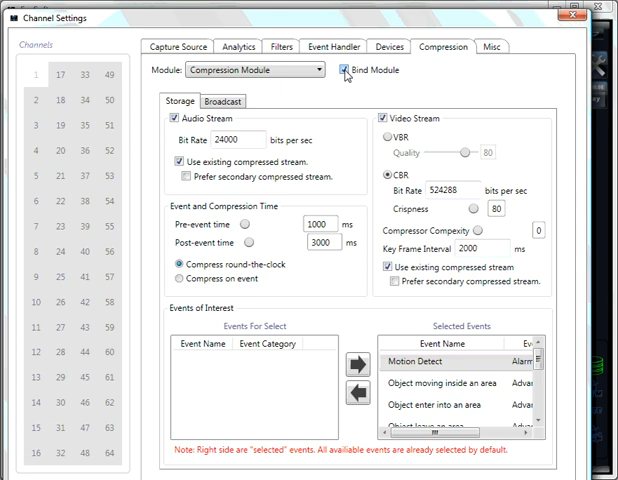 Channel Settings
Channels
Capture Source Analytics Filters Event Handler Devices Compression Misc
Module: Compression Module Bind Module
1 17 33 49
2 18 34 50
3 19 35 51
4 20 36 52
5 21 37 53
6 22 38 54
7 23 39 55
8 24 40 56
9 25 41 57
10 26 42 58
11 27 43 59
12 28 44 60
13 29 45 61
14 30 46 62
15 31 47 63
16 32 48 64
Storage Broadcast
Audio Stream
Bit Rate 24000 bits per sec
Use existing compressed stream.
Prefer secondary compressed stream.
Event and Compression Time
Pre-event time 1000 ms
Post-event time 3000 ms
Compress round-the-clock
Compress on event
Video Stream
VBR
Quality 80
CBR
Bit Rate 524288 bits per sec
Crispness 80
Compressor Compexity 0
Key Frame Interval 2000 ms
Use existing compressed stream
Prefer secondary compressed stream.
Events of Interest
Events For Select
Event Name Event Category
Selected Events
Event Name Ev
Motion Detect Alarm
Object moving inside an area Adva
Object enter into an area Adva
Object leave an area Adva
Note: Right side are "selected" events. All availiable events are already selected by default.